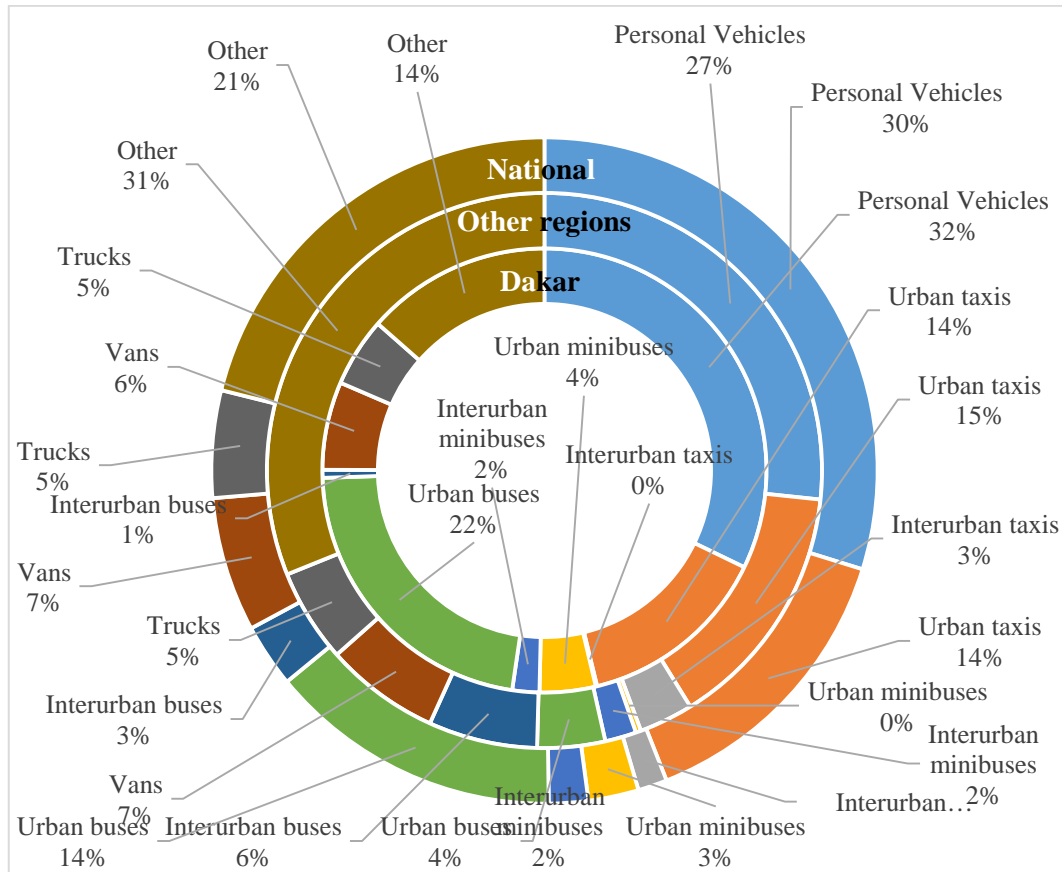 Other
21%
Other
14%
Personal Vehicles
27%
Personal Vehicles
30%
Other
31%
National
Other regions
Dakar
Personal Vehicles
32%
Trucks
5%
Urban taxis
14%
Vans
6%
Urban minibuses
4%
Urban taxis
15%
Interurban
minibuses
2%
Interurban taxis
0%
Trucks
5%
Interurban buses
1%
Urban buses
22%
Interurban taxis
3%
Vans
7%
Trucks
5%
Urban taxis
14%
Interurban buses
3%
Urban minibuses
0%
Interurban
minibuses
2%
Vans
7%
Interurban…
Urban buses
14%
Interurban buses
6%
Urban buses
4%
Interurban
minibuses
2%
Urban minibuses
3%